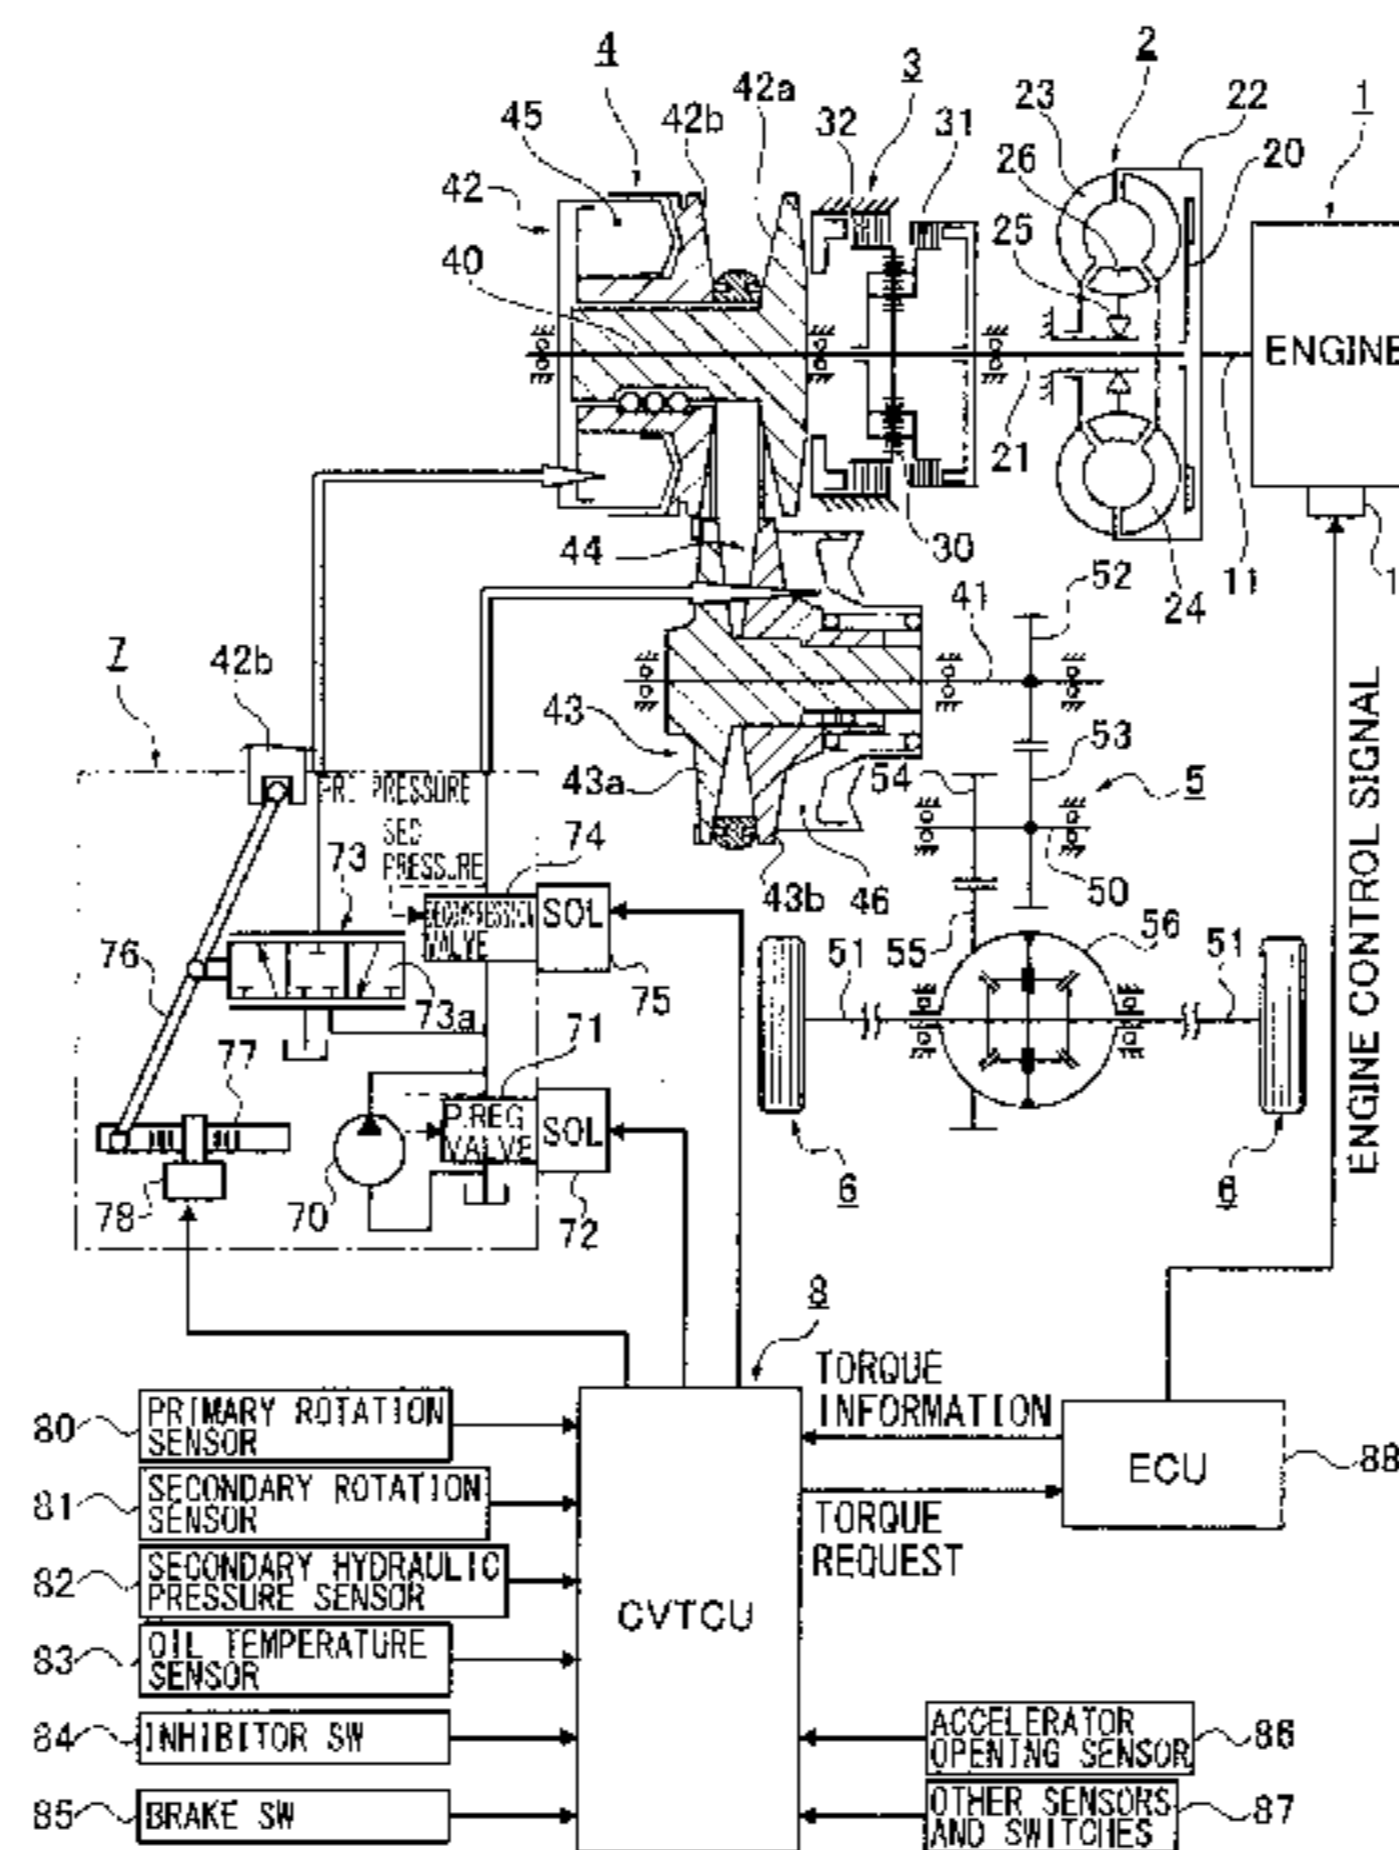 4
2
3
42a
23
22
1
45
42b
32
31
26
20
42
25
40
ENGINE
21
44
30
1
11
24
52
41
7
42b
43
53
54
5
43a
PRI PRESSURE
SEC
PRESSURE
74
73
43b
46
50
SOL
DECOMPRESSION
VALVE
56
76
51
55
51
73a
75
71
77
P.REG
VALVE
SOL
78
70
72
6
6
ENGINE CONTROL SIGNAL
8
TORQUE
INFORMATION
80
PRIMARY ROTATION
SENSOR
ECU
88
81
SECONDARY ROTATION
SENSOR
TORQUE
REQUEST
82
SECONDARY HYDRAULIC
PRESSURE SENSOR
CVTCU
83
OIL TEMPERATURE
SENSOR
84
INHIBITOR SW
ACCELERATOR
OPENING SENSOR
86
85
BRAKE SW
OTHER SENSORS
AND SWITCHES
87